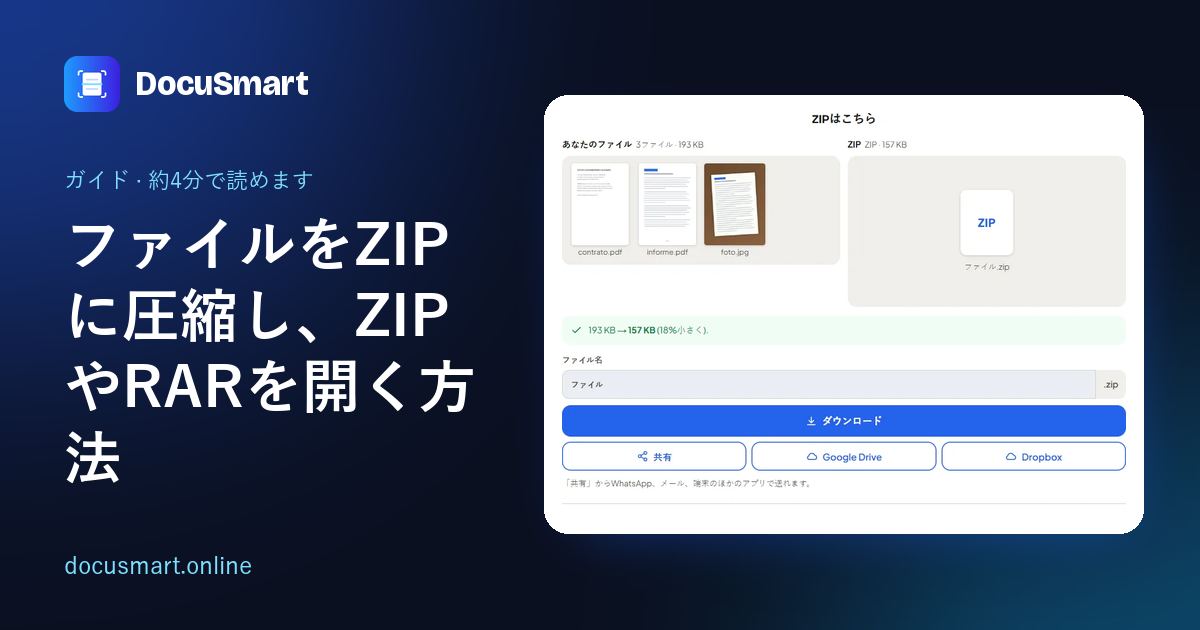 DocuSmart
ガイド · 約4分で読めます
ファイルをZIP
に圧縮し、ZIP
やRARを開く方
法
docusmart.online
ZIPはこちら
あなたのファイル 3ファイル · 193 KB
contrato.pdf
informe.pdf
foto.jpg
ZIP ZIP · 157 KB
ZIP
ファイル.zip
193 KB → 157 KB (18%小さく).
ファイル名
ファイル
.zip
ダウンロード
共有
Google Drive
Dropbox
「共有」からWhatsApp、メール、端末のほかのアプリで送れます。